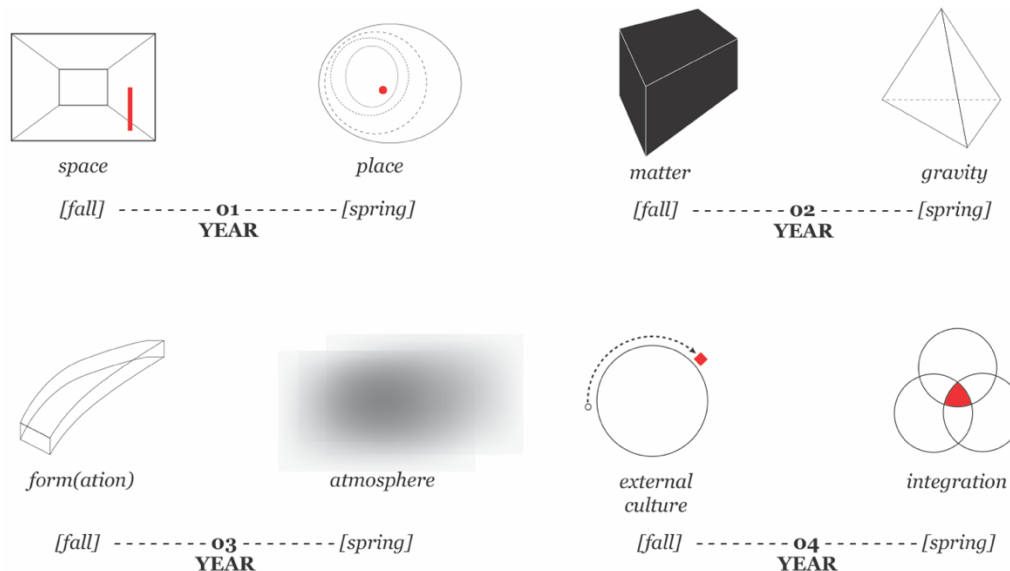 space
place
[fall] - - - - - - - - - 01 - - - - - - - - - [spring]
YEAR
matter
gravity
[fall] - - - - - - - - - 02 - - - - - - - - - [spring]
YEAR
form(ation)
atmosphere
[fall] - - - - - - - - - 03 - - - - - - - - - [spring]
YEAR
external
culture
integration
[fall] - - - - - - - - - 04 - - - - - - - - - [spring]
YEAR